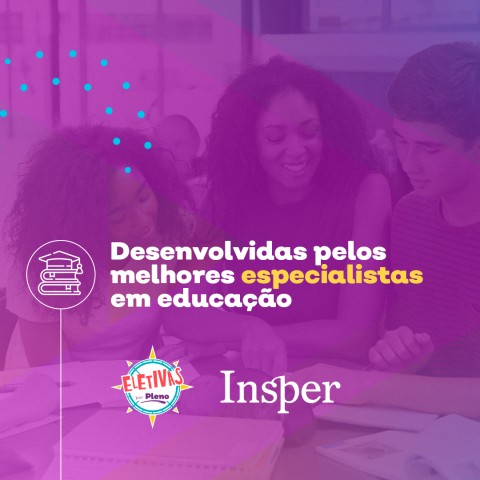 Desenvolvidas pelos
melhores especialistas
em educação
ELETIVAS
Pleno
Insper